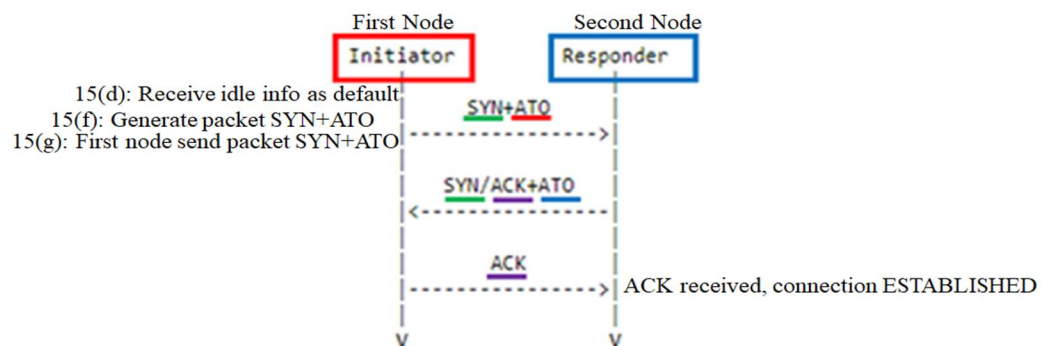 First Node Second Node
Initiator Responder
15(d): Receive idle info as default
SYN+ATO
15(f): Generate packet SYN+ATO
15(g): First node send packet SYN+ATO
SYN/ACK+ATO
ACK
ACK received, connection ESTABLISHED
V V